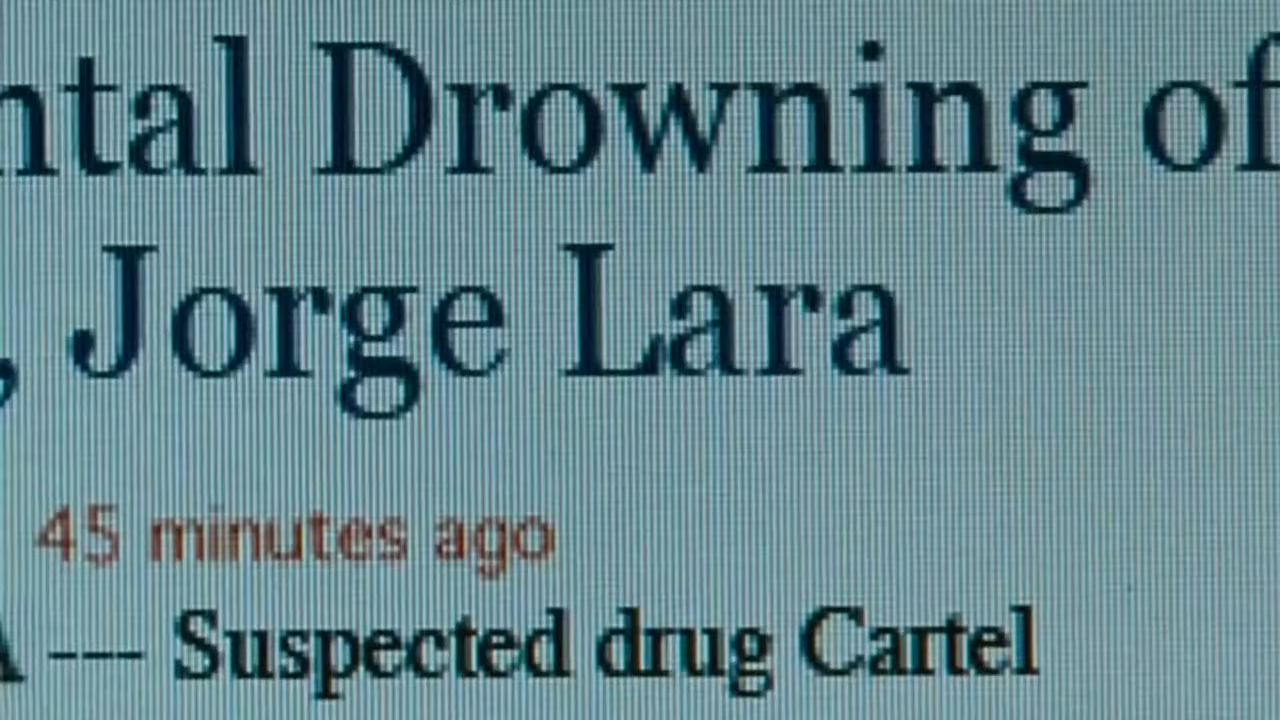 ntal Drowning of
, Jorge Lara
45 minutes ago
A --- Suspected drug Cartel